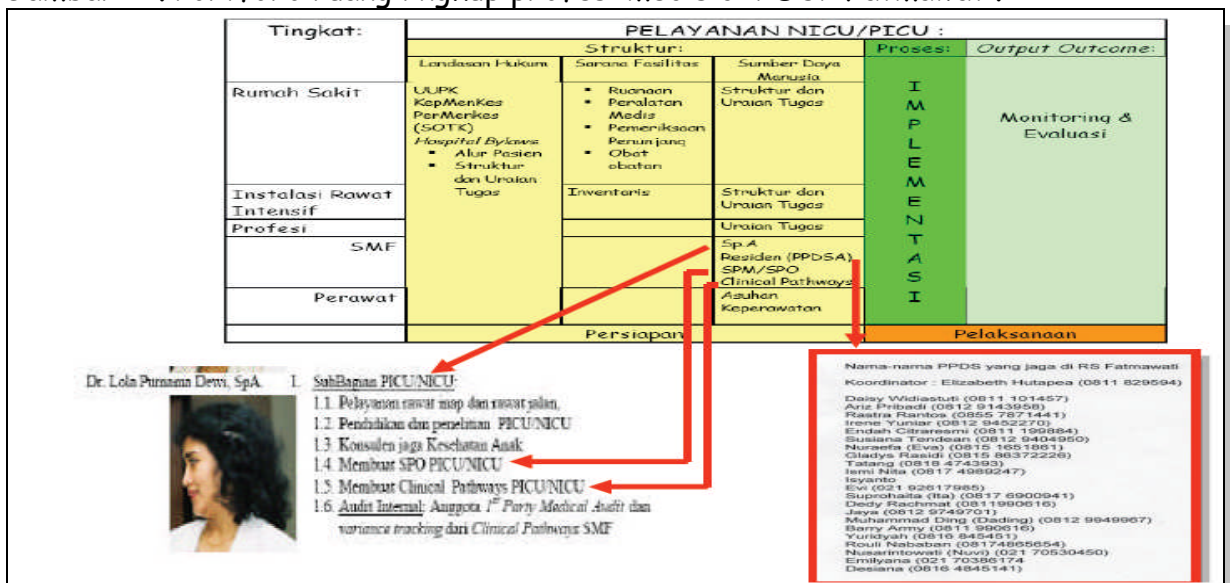 ruang lingkup proses
Tingkat:
PELAYANAN NICU/PICU :
Struktur:
Proses:
Output Outcome:
Landasan Hukum
Sarana Fasilitas
Sumber Daya
Manusia
Rumah Sakit
UUPK
KepMenKes
PerMenkes
(SOTK)
Hospital Bylaws
▪ Alur Pasien
▪ Struktur
dan Uraian
Tugas
▪ Ruangan
▪ Peralatan
Medis
▪ Pemeriksaan
Penunjang
▪ Obat
obatan
Struktur dan
Uraian Tugas
IMPLEMENTASI
Monitoring &
Evaluasi
Instalasi Rawat
Intensif
Inventaris
Struktur dan
Uraian Tugas
Profesi
Uraian Tugas
SMF
Sp.A
Residen (PPDSA)
SPM/SPO
Clinical Pathways
Perawat
Asuhan
Keperawatan
Persiapan
Pelaksanaan
Dr. Lola Purnama Dewi, SpA
1. SubBagian PICU/NICU:
1.1. Pelayanan rawat inap dan rawat jalan,
1.2. Pendidikan dan penelitian PICU/NICU
1.3. Konsulen jaga Kesehatan Anak
1.4. Membuat SPO PICU/NICU
1.5. Membuat Clinical Pathways PICU/NICU
1.6. Audit Internal: Anggota 1st Party Medical Audit dan
variance tracking dari Clinical Pathways SMF
Nama-nama PPDS yang jaga di RS Fatmawati
Koordinator : Elizabeth Hutapea (0811 829594)
Daisy Widiastuti (0811 101457)
Ariz Pribadi (0812 9143958)
Rastra Rantos (0855 7871441)
Irene Yuniar (0812 9452270)
Endah Citraresmi (0811 199884)
Susiana Tendean (0812 9404950)
Nuraefa (Eva) (0815 1651861)
Gladys Rasidi (0815 86372226)
Tatang (0818 474393)
Ismi Nita (0817 4989247)
Isyanto
Evi (021 92617985)
Suprohaita (Ita) (0817 6900941)
Dedy Rachmat (0811990616)
Jaya (0812 9749701)
Muhammad Ding (Dading) (0812 9949967)
Barry Army (0811 990616)
Yuridyah (0816 845451)
Rouli Nababan (08174865654)
Nusarintowati (Nuvi) (021 70530450)
Emilyana (021 70386174
Desiana (0816 4845141)